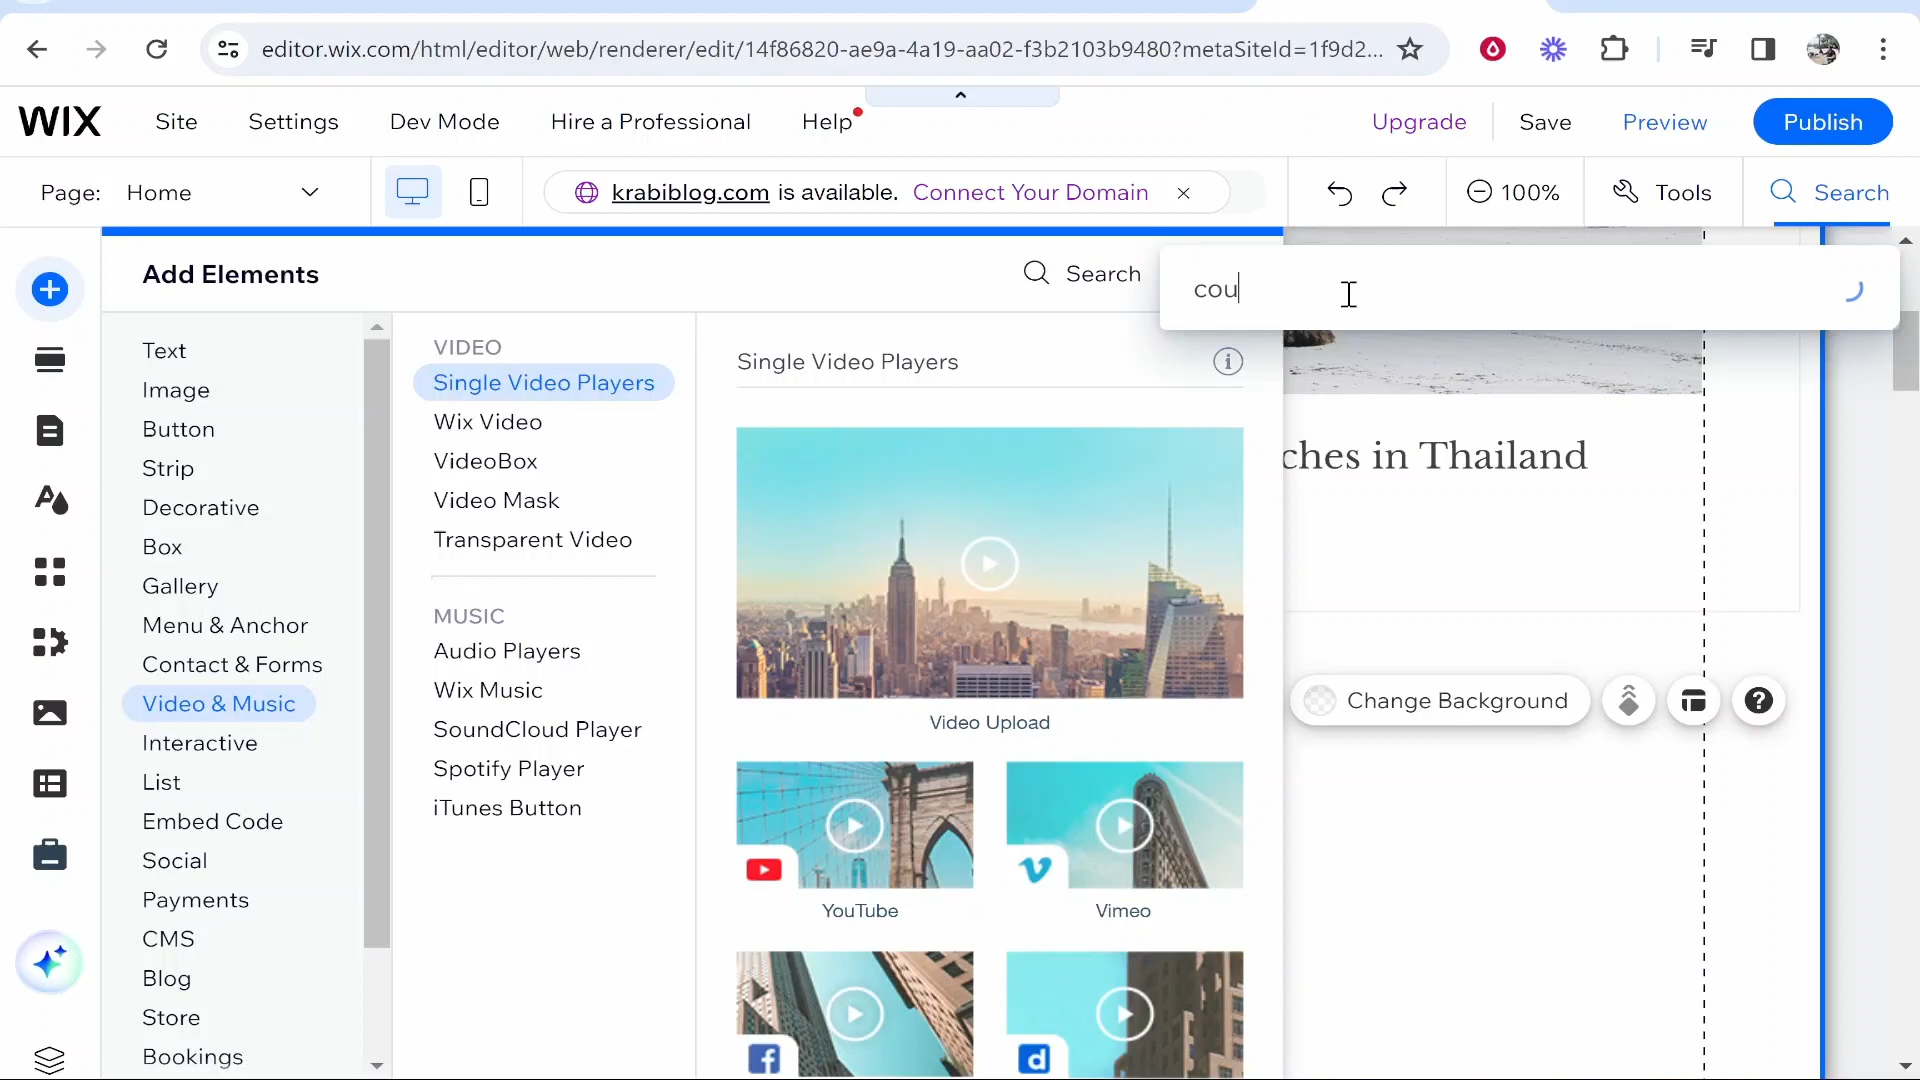 editor.wix.com/html/editor/web/renderer/edit/14f86820-ae9a-4a19-aa02-f3b2103b9480?metaSiteId=1f9d2...
WIX
Site
Settings
Dev Mode
Hire a Professional
Help
Upgrade
Save
Preview
Publish
Page: Home
krabiblog.com is available. Connect Your Domain
100%
Tools
Search
Add Elements
Search
cou
Text
Image
Button
Strip
Decorative
Box
Gallery
Menu & Anchor
Contact & Forms
Video & Music
Interactive
List
Embed Code
Social
Payments
CMS
Blog
Store
Bookings
VIDEO
Single Video Players
Wix Video
VideoBox
Video Mask
Transparent Video
MUSIC
Audio Players
Wix Music
SoundCloud Player
Spotify Player
iTunes Button
Single Video Players
Video Upload
YouTube
Vimeo
ches in Thailand
Change Background